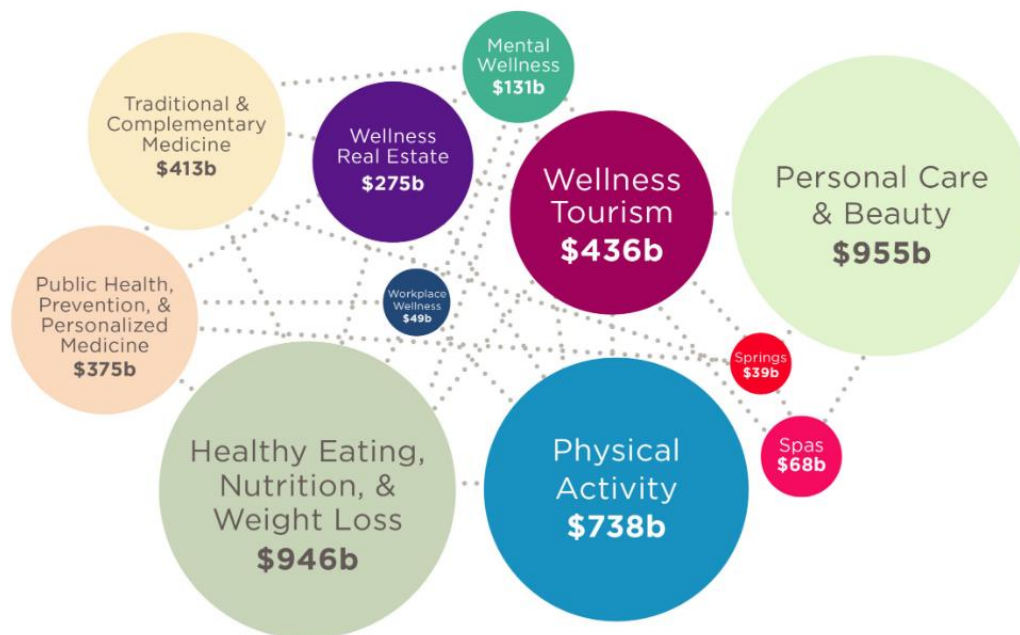 Mental
Wellness
$131b
Traditional &
Complementary
Medicine
$413b
Wellness
Real Estate
$275b
Wellness
Tourism
$436b
Personal Care
& Beauty
$955b
Public Health,
Prevention, &
Personalized
Medicine
$375b
Workplace
Wellness
$49b
Springs
$39b
Healthy Eating,
Nutrition, &
Weight Loss
$946b
Physical
Activity
$738b
Spas
$68b